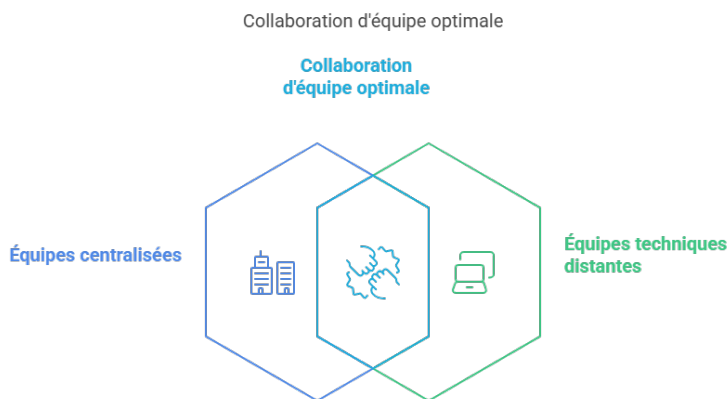 Collaboration d'équipe optimale
Collaboration
d'équipe optimale
Équipes centralisées
Équipes techniques
distantes